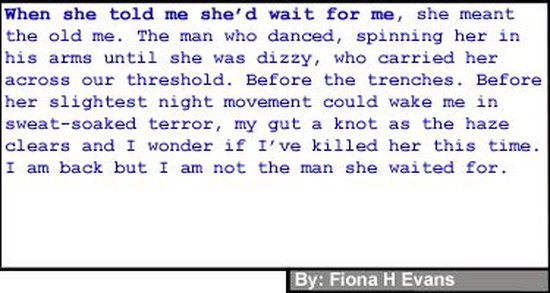 When she told me she’d wait for me, she meant
the old me. The man who danced, spinning her in
his arms until she was dizzy, who carried her
across our threshold. Before the trenches. Before
her slightest night movement could wake me in
sweat-soaked terror, my gut a knot as the haze
clears and I wonder if I’ve killed her this time.
I am back but I am not the man she waited for.
By: Fiona H Evans